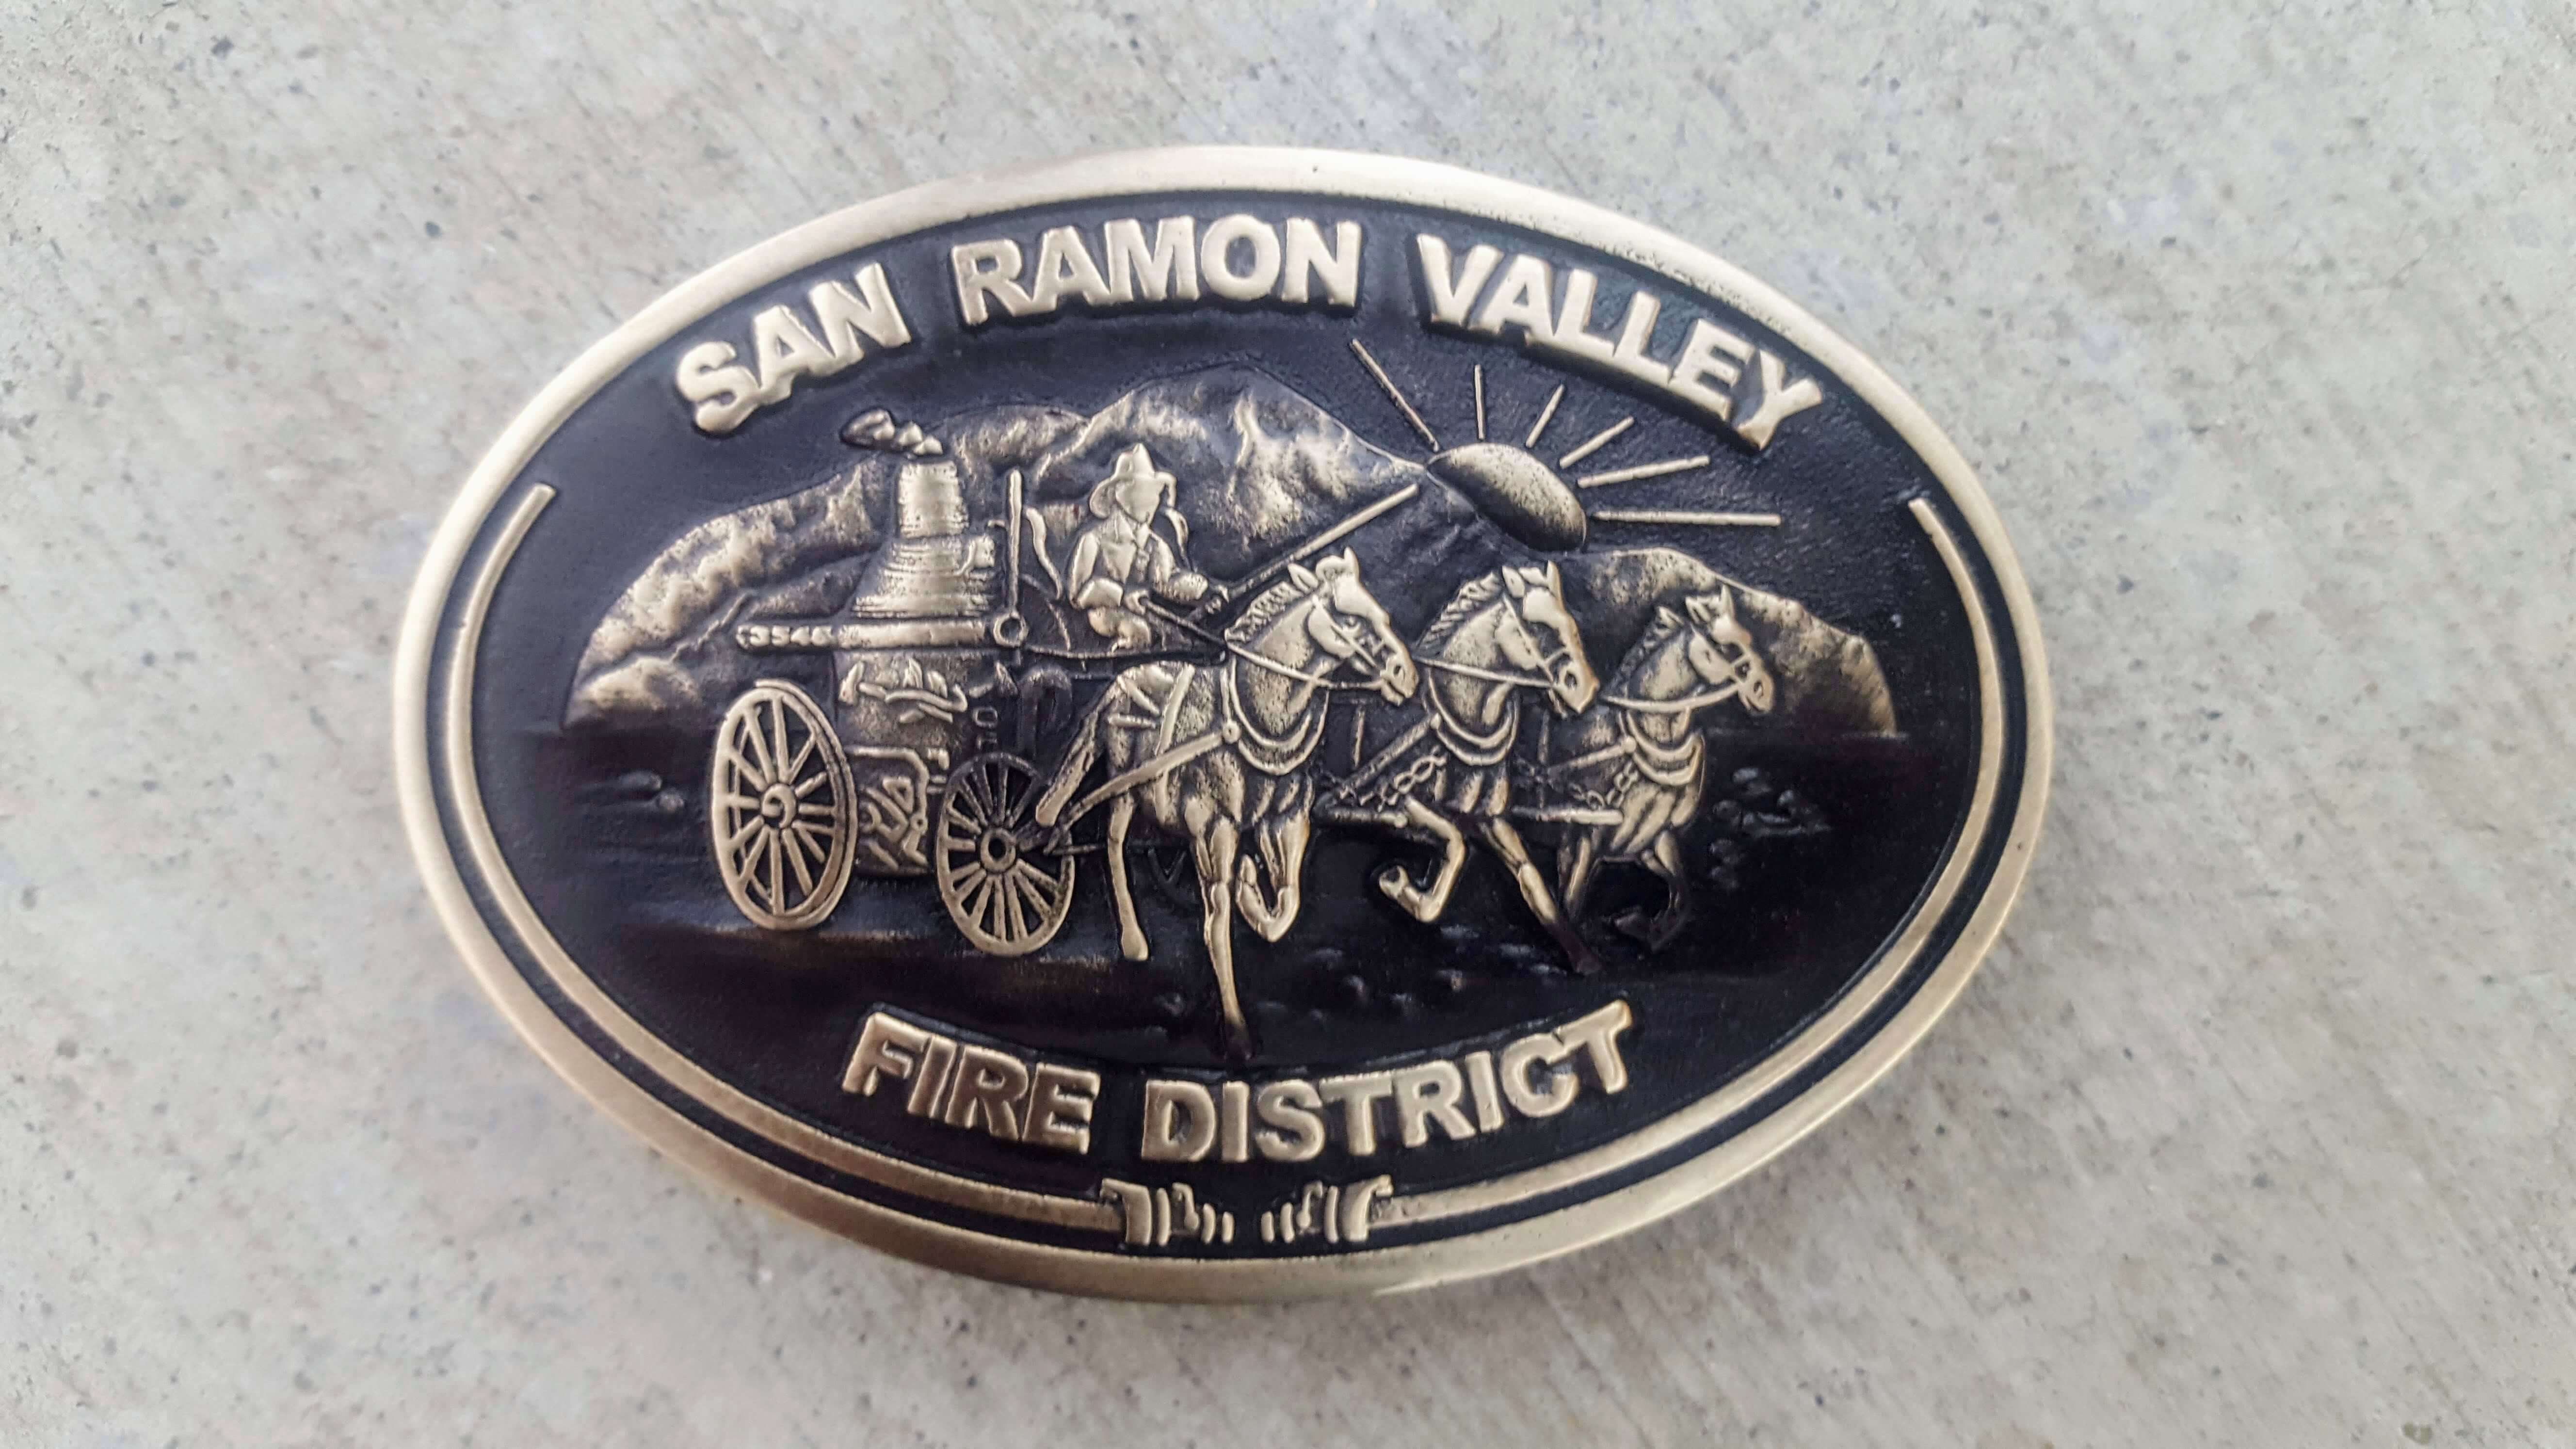 SAN RAMON VALLEY
FIRE DISTRICT